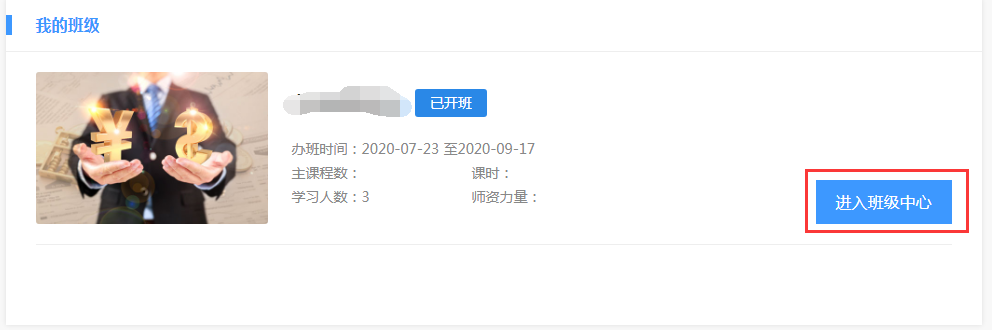 我的班级
已开班
办班时间：2020-07-23 至2020-09-17
主课程数： 课时：
学习人数：3 师资力量：
进入班级中心